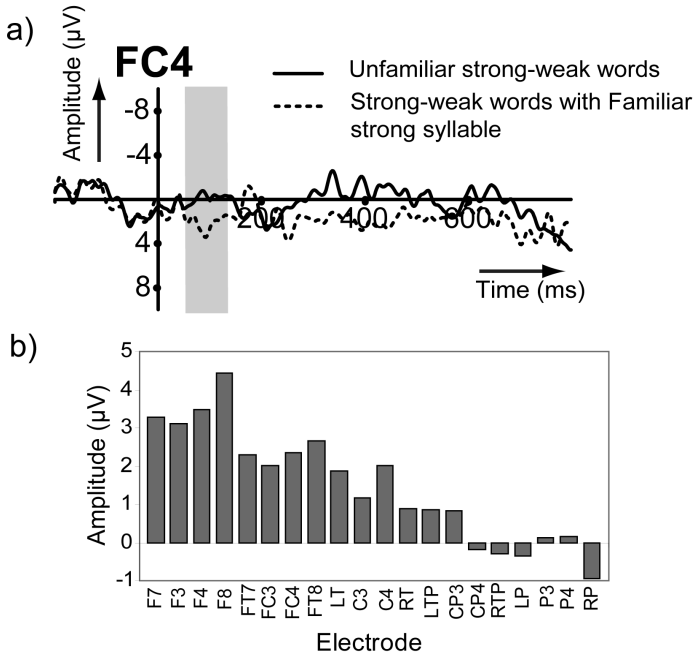 a)
Amplitude (µV)
FC4
Unfamiliar strong-weak words
Strong-weak words with Familiar
strong syllable
-8
-4
4
8
200
400
600
Time (ms)
b)
Amplitude (µV)
5
4
3
2
1
0
-1
F7
F3
F4
F8
FT7
FC3
FC4
FT8
LT
C3
C4
RT
LTP
CP3
CP4
RTP
LP
P3
P4
RP
Electrode